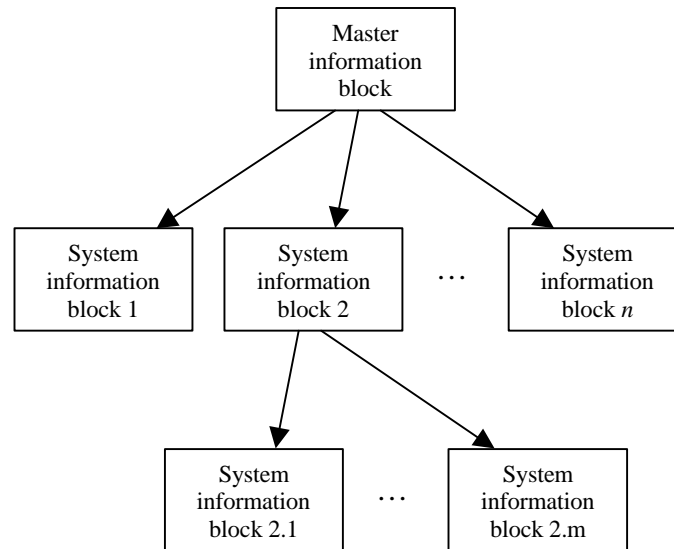 Master
information
block
System
information
block 1
System
information
block 2
…
System
information
block n
System
information
block 2.1
…
System
information
block 2.m